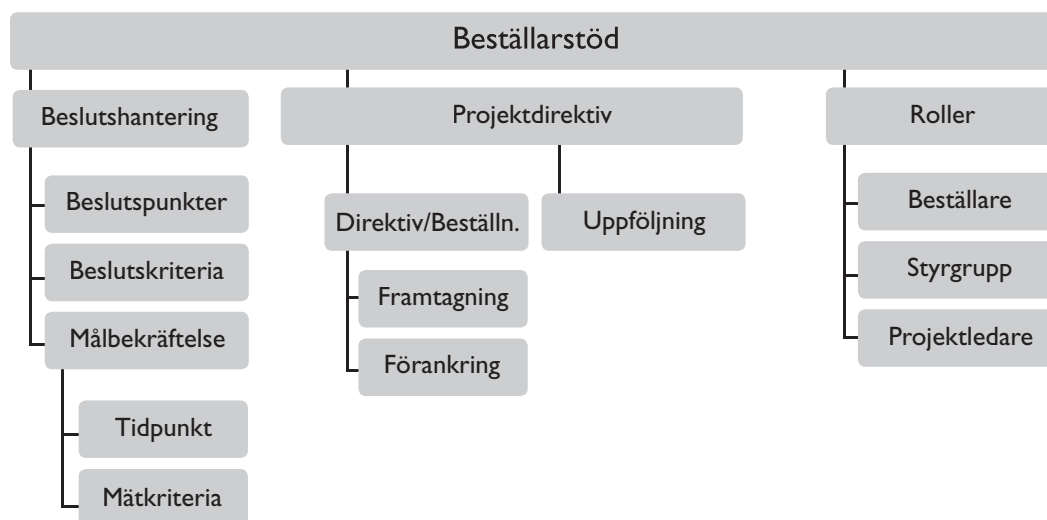 Beställarstöd
Beslutshantering
Beslutspunkter
Beslutskriteria
Målbekräftelse
Tidpunkt
Mätkriteria
Projektdirektiv
Direktiv/Beställn.
Framtagning
Förankring
Uppföljning
Roller
Beställare
Styrgrupp
Projektledare